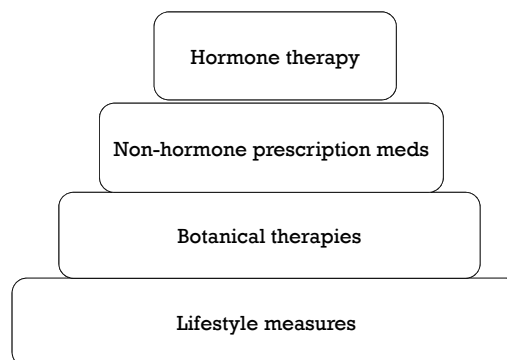 Hormone therapy
Non-hormone prescription meds
Botanical therapies
Lifestyle measures